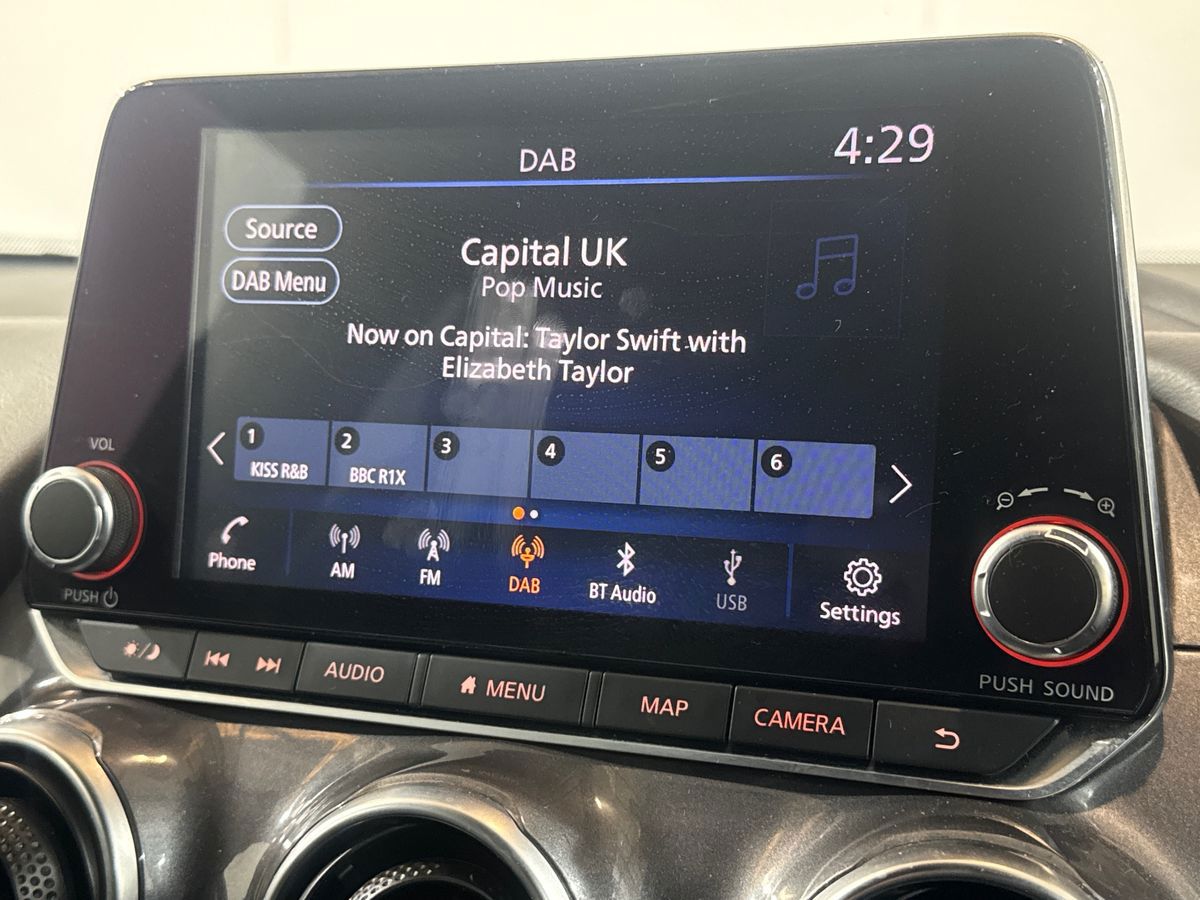 DAB
4:29
Source
DAB Menu
Capital UK
Pop Music
Now on Capital: Taylor Swift with
Elizabeth Taylor
1
KISS R&B
2
BBC R1X
3
4
5
6
Phone
AM
FM
DAB
BT Audio
USB
Settings
VOL
PUSH
PUSH SOUND
AUDIO
MENU
MAP
CAMERA